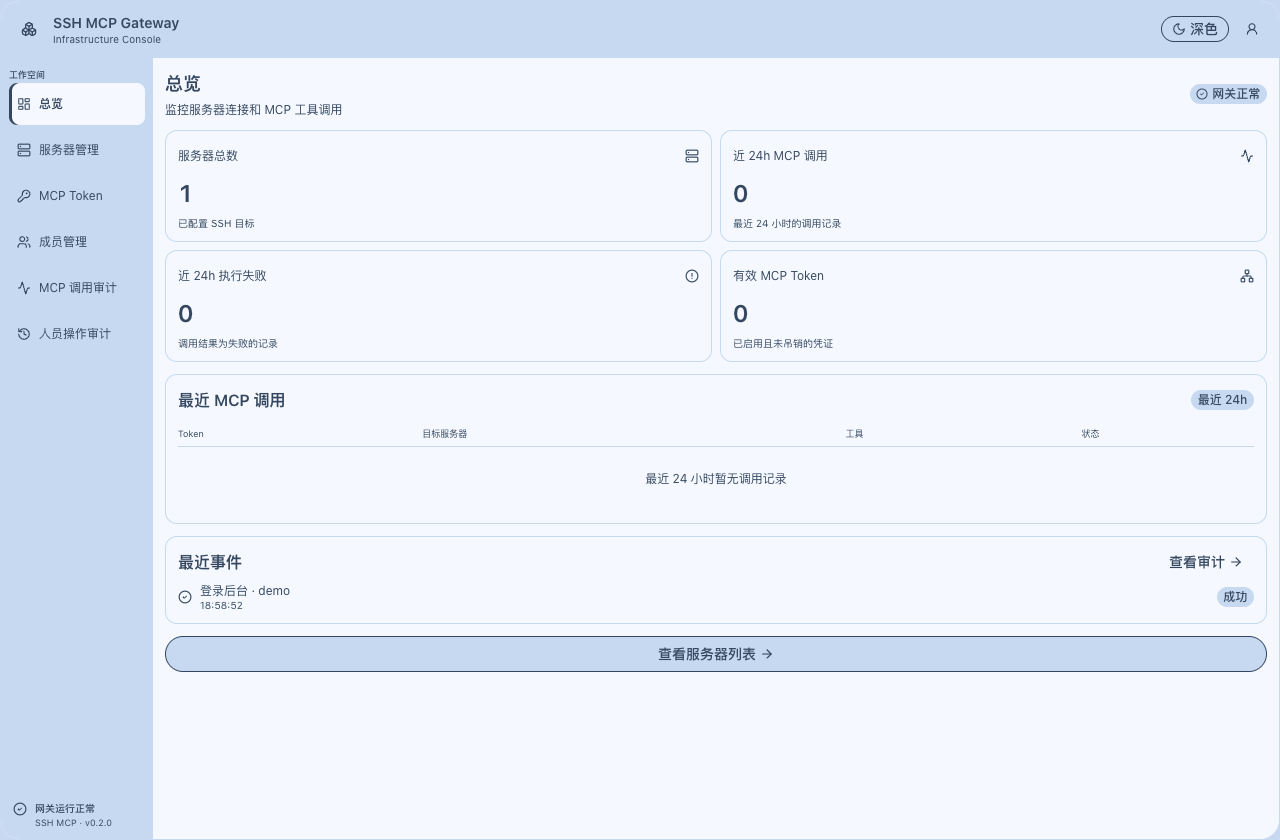 SSH MCP Gateway
Infrastructure Console
深色
工作空间
总览
服务器管理
MCP Token
成员管理
MCP 调用审计
人员操作审计
网关运行正常
SSH MCP · v0.2.0
总览
监控服务器连接和 MCP 工具调用
网关正常
服务器总数
1
已配置 SSH 目标
近 24h MCP 调用
0
最近 24 小时的调用记录
近 24h 执行失败
0
调用结果为失败的记录
有效 MCP Token
0
已启用且未吊销的凭证
最近 MCP 调用
最近 24h
Token 目标服务器 工具 状态
最近 24 小时暂无调用记录
最近事件
查看审计 →
登录后台 · demo
18:58:52
成功
查看服务器列表 →